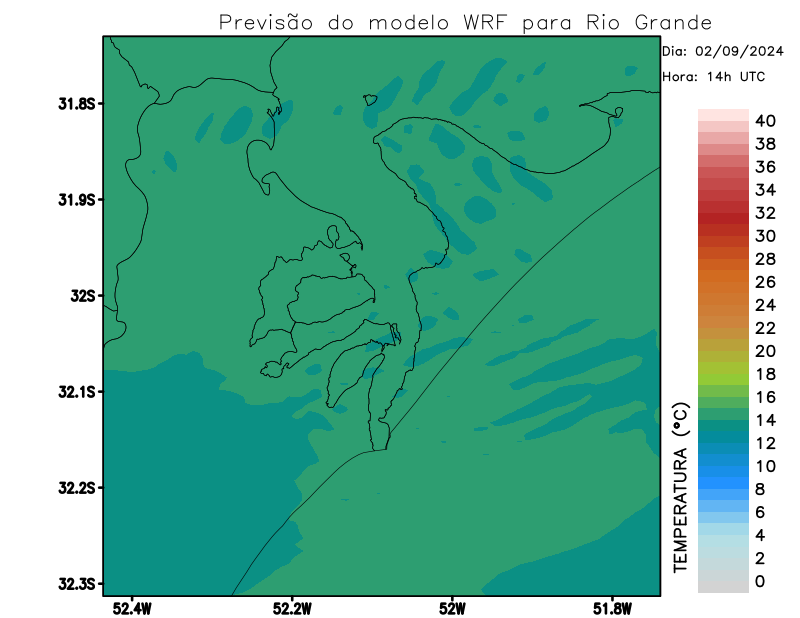 Previsão do modelo WRF para Rio Grande
Dia: 02/09/2024
Hora: 14h UTC
31.8S
31.9S
32S
32.1S
32.2S
32.3S
52.4W
52.2W
52W
51.8W
TEMPERATURA (°C)
40
38
36
34
32
30
28
26
24
22
20
18
16
14
12
10
8
6
4
2
0